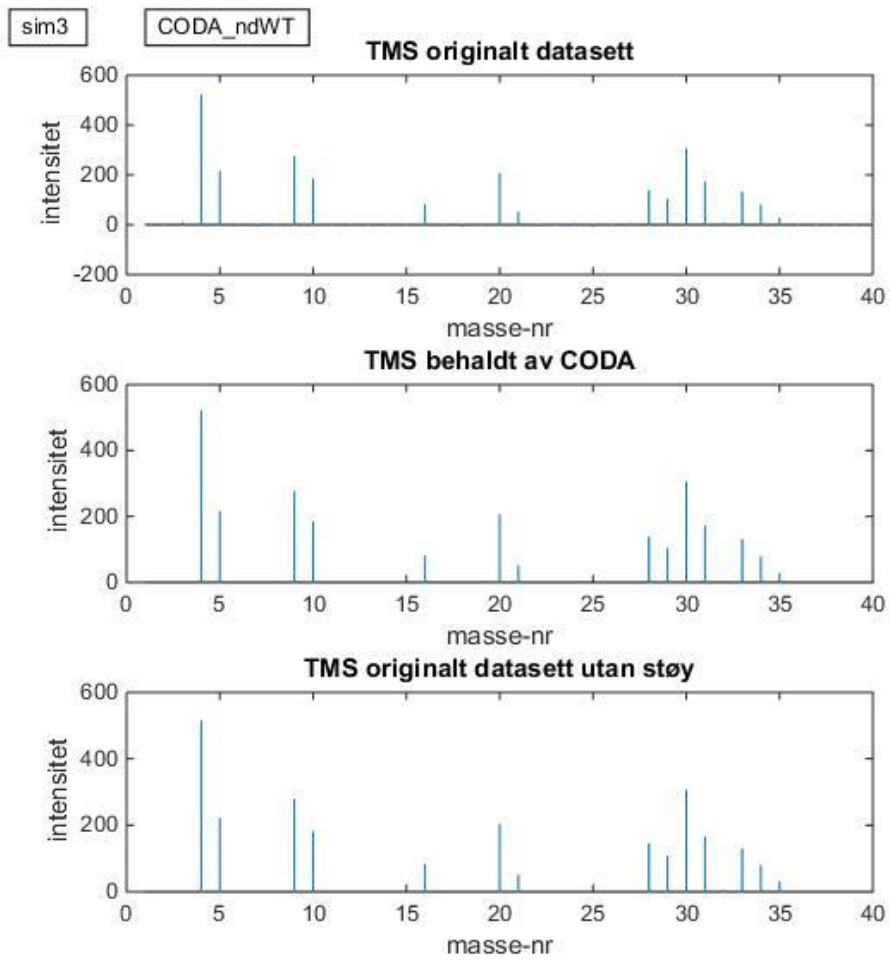 sim3 CODA_ndWT
TMS originalt datasett
600
400
200
0
-200
intensitet
0 5 10 15 20 25 30 35 40
masse-nr
TMS behaldt av CODA
600
400
200
0
intensitet
0 5 10 15 20 25 30 35 40
masse-nr
TMS originalt datasett utan støy
600
400
200
0
intensitet
0 5 10 15 20 25 30 35 40
masse-nr